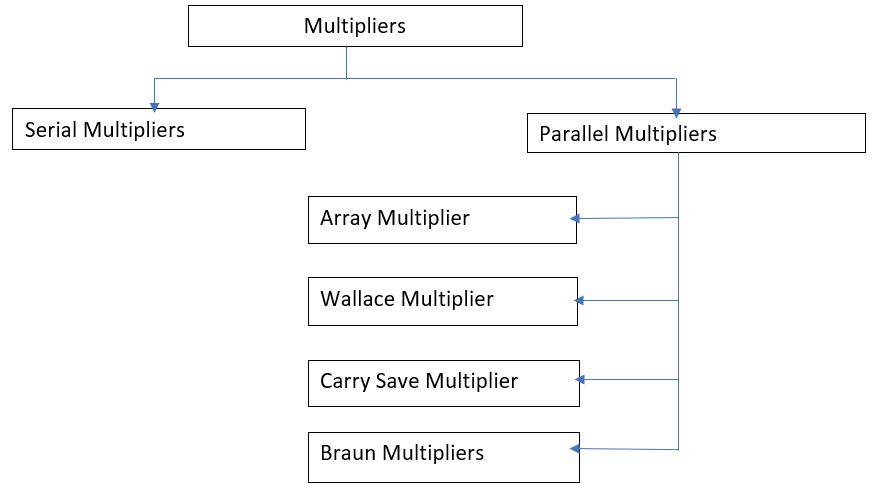 Multipliers
Serial Multipliers
Parallel Multipliers
Array Multiplier
Wallace Multiplier
Carry Save Multiplier
Braun Multipliers